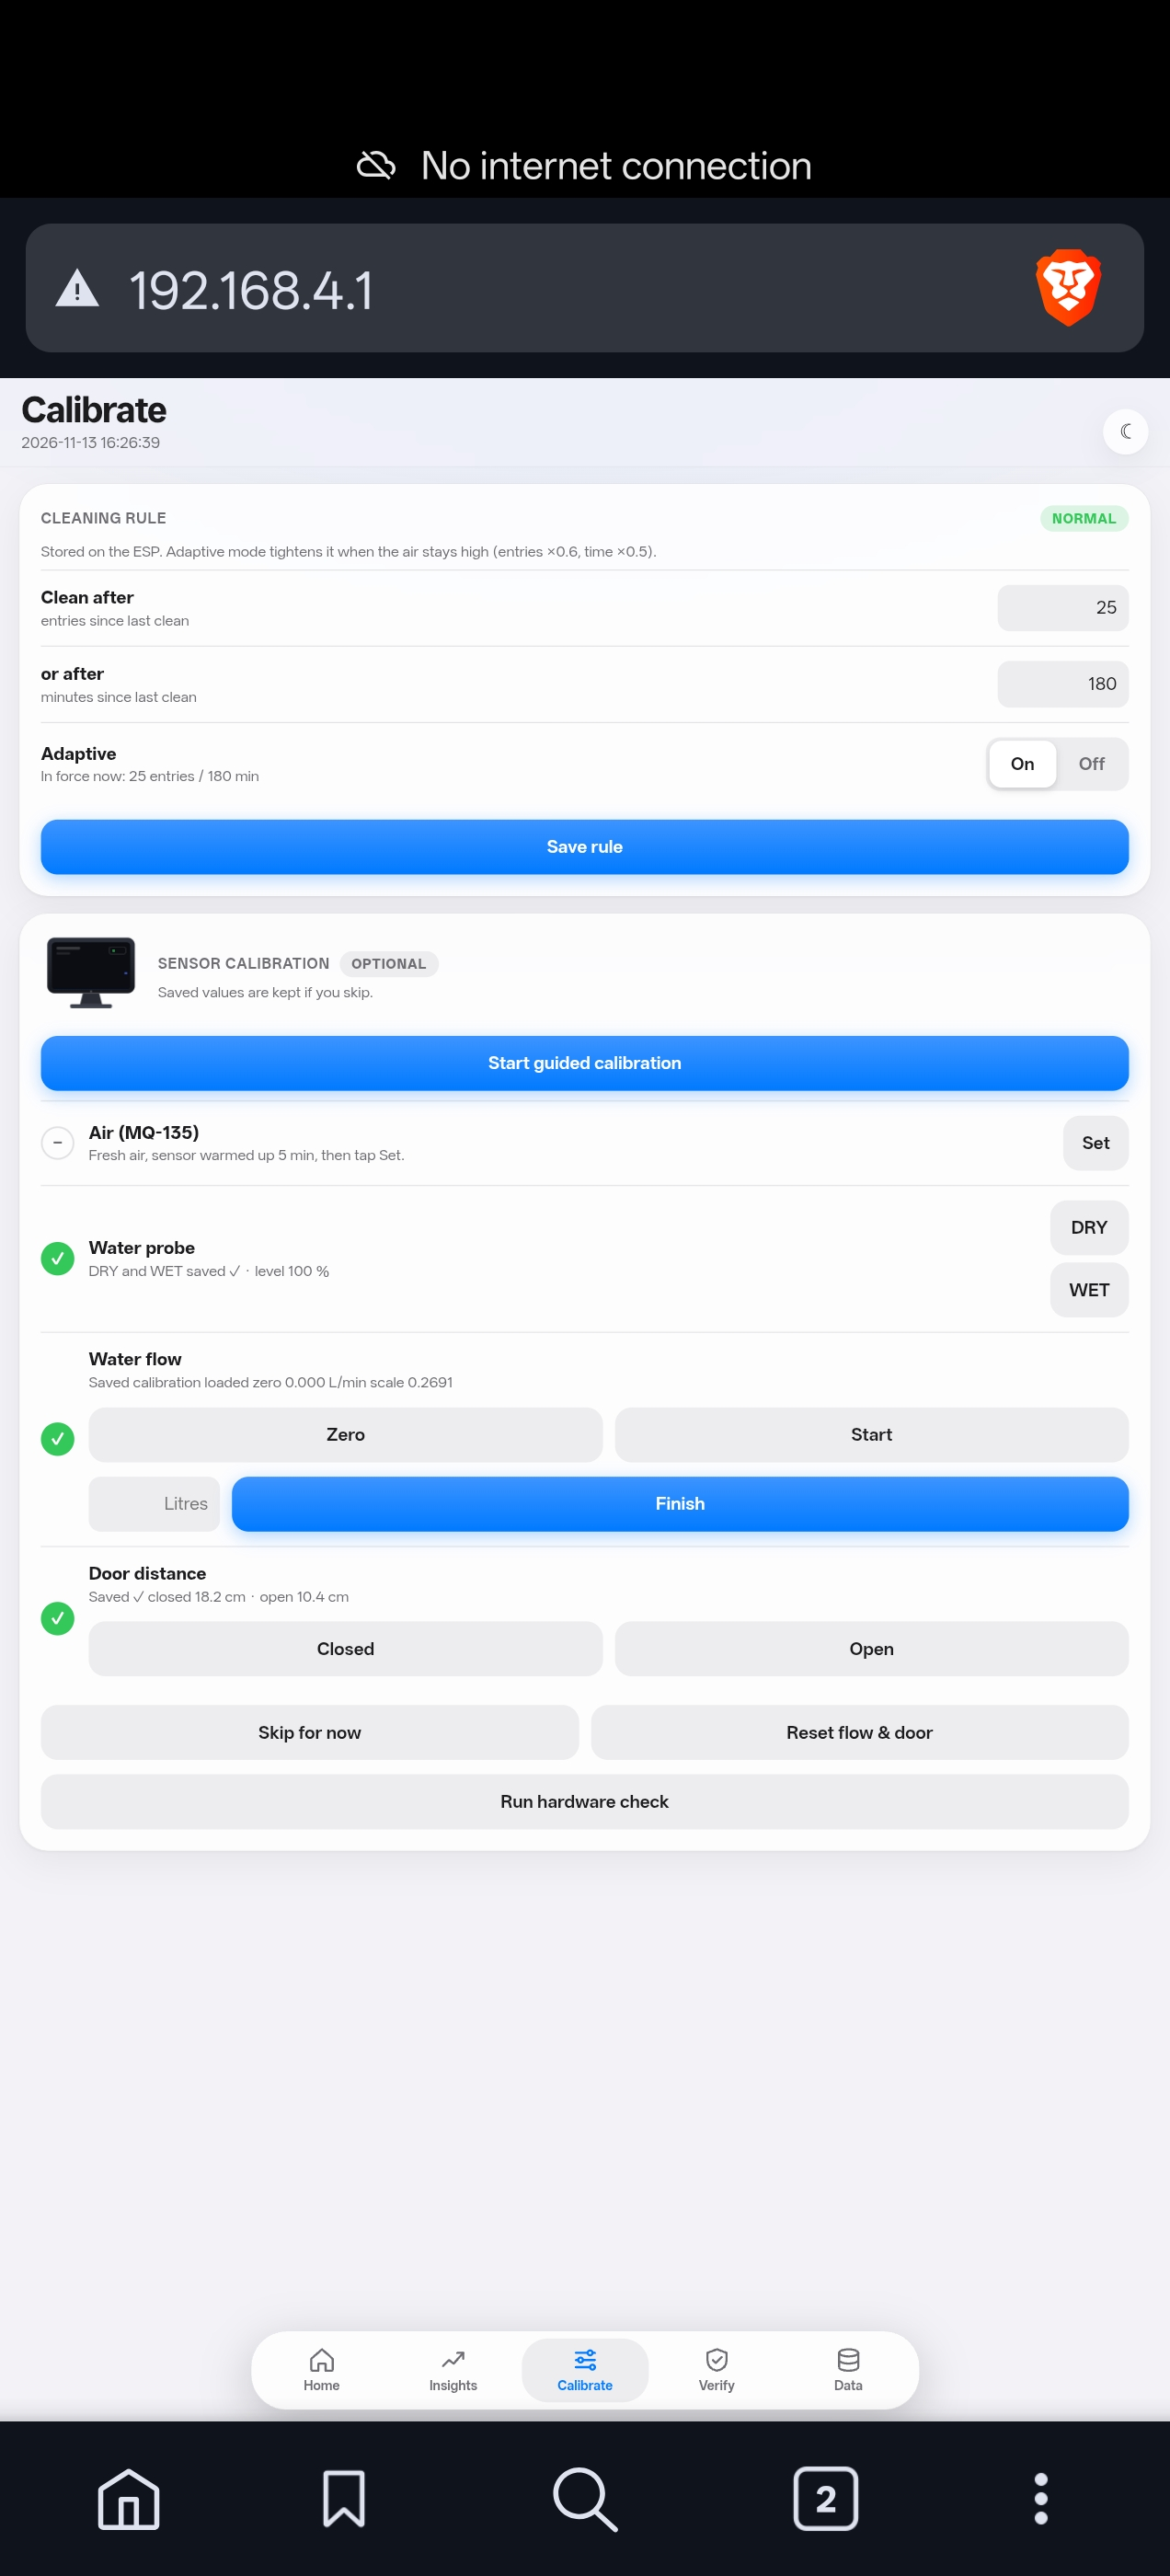 No internet connection
192.168.4.1
Calibrate
2026-11-13 16:26:39
CLEANING RULE
NORMAL
Stored on the ESP. Adaptive mode tightens it when the air stays high (entries ×0.6, time ×0.5).
Clean after
entries since last clean
25
or after
minutes since last clean
180
Adaptive
In force now: 25 entries / 180 min
On Off
Save rule
SENSOR CALIBRATION OPTIONAL
Saved values are kept if you skip.
Start guided calibration
Air (MQ-135)
Fresh air, sensor warmed up 5 min, then tap Set.
Set
Water probe
DRY and WET saved ✓ · level 100 %
DRY
WET
Water flow
Saved calibration loaded zero 0.000 L/min scale 0.2691
Zero Start
Litres Finish
Door distance
Saved ✓ closed 18.2 cm · open 10.4 cm
Closed Open
Skip for now Reset flow & door
Run hardware check
Home Insights Calibrate Verify Data
2